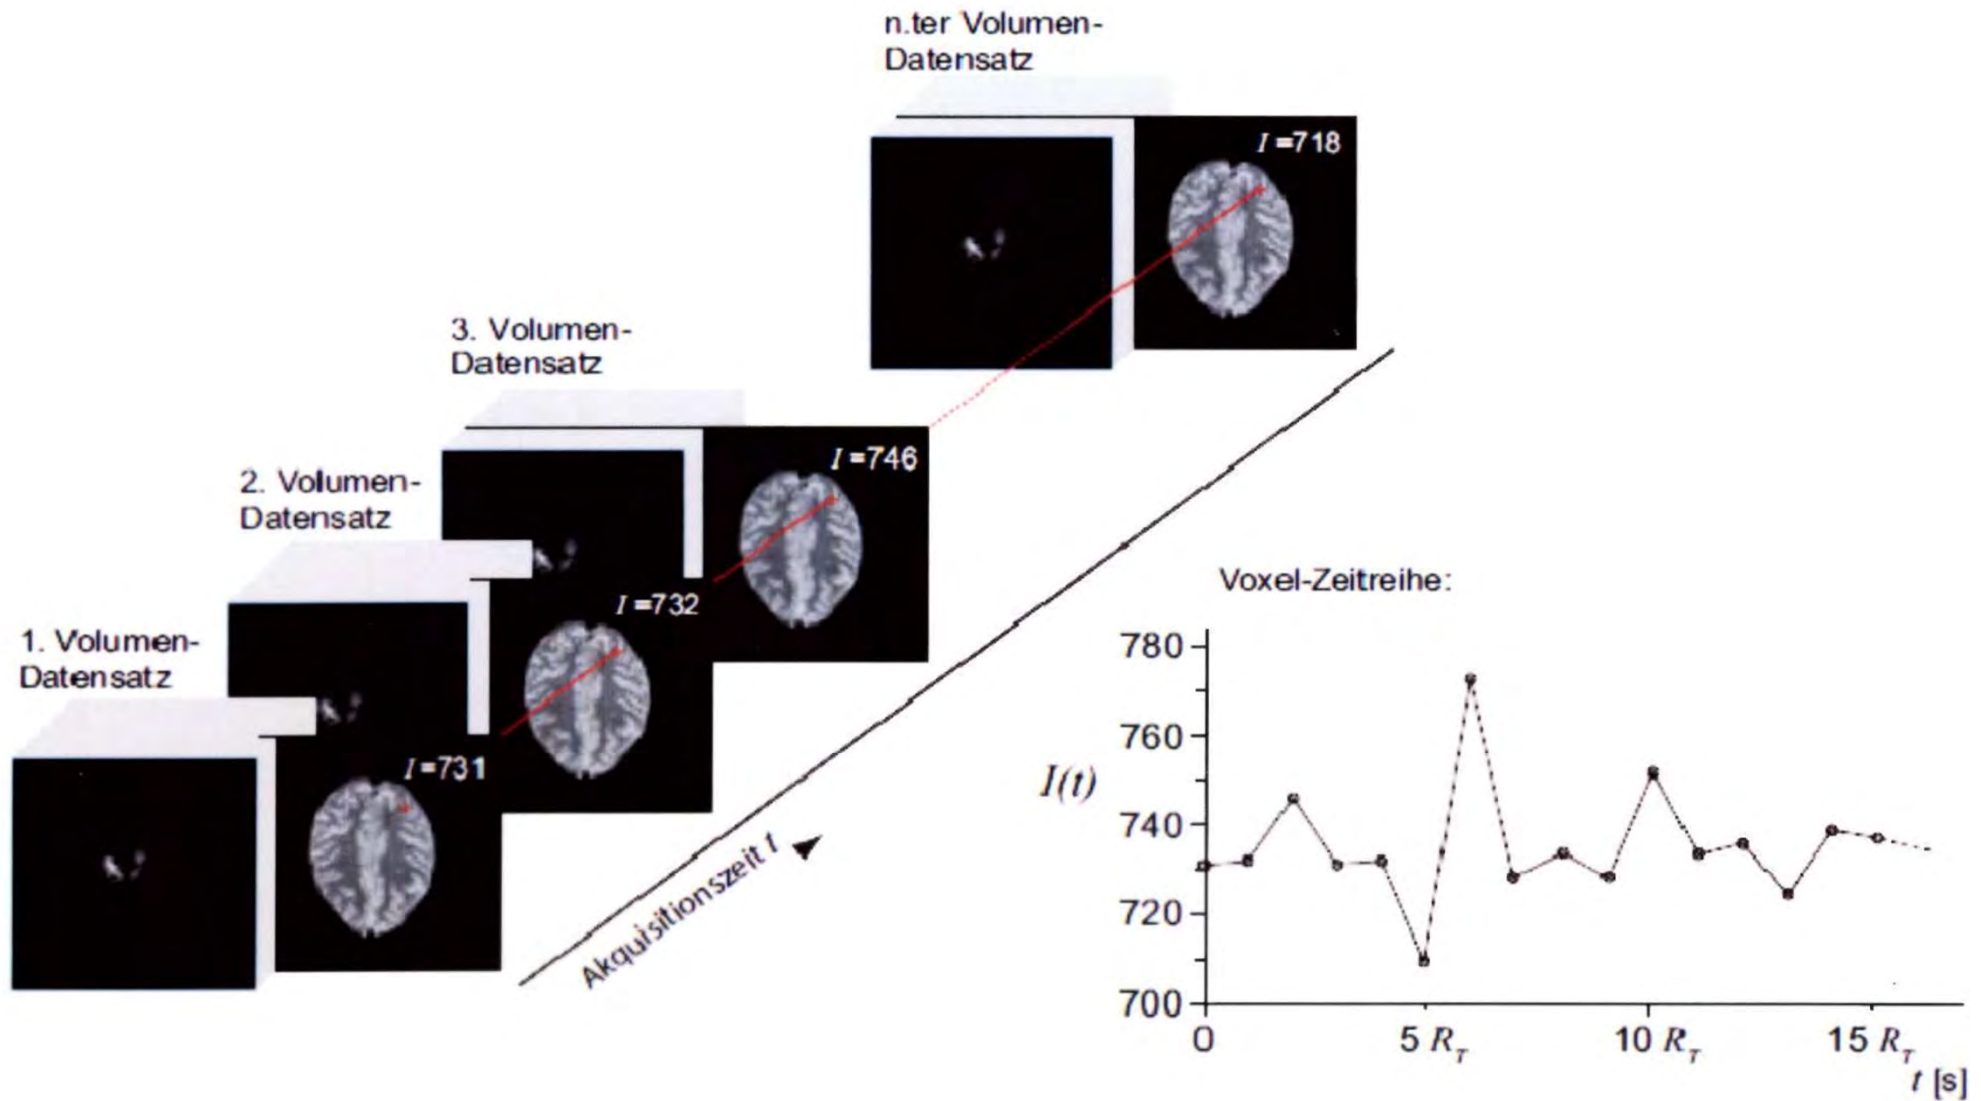 n.ter Volumen-
Datensatz
I=718
3. Volumen-
Datensatz
I=746
2. Volumen-
Datensatz
I=732
1. Volumen-
Datensatz
I=731
Akquisitionszeit t
Voxel-Zeitreihe:
780
760
I(t)
740
720
700
0 5 R_T 10 R_T 15 R_T
t [s]